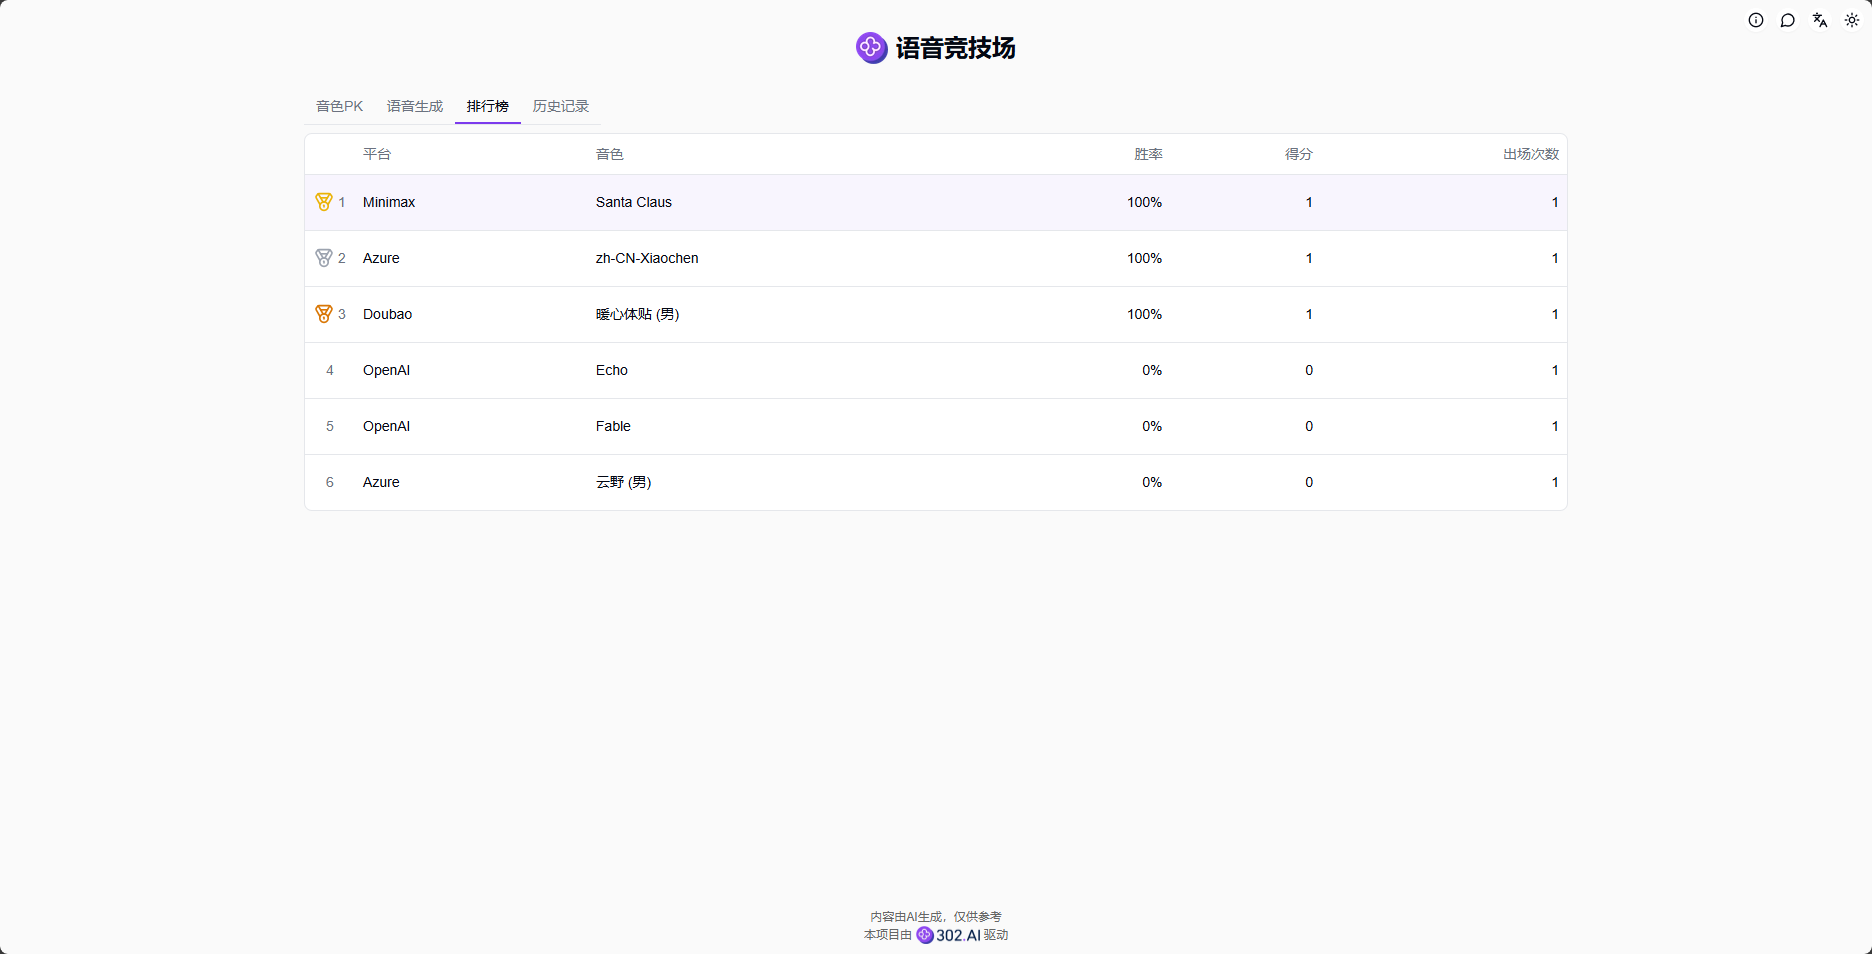 语音竞技场
音色PK 语音生成 排行榜 历史记录
平台 音色 胜率 得分 出场次数
1 Minimax Santa Claus 100% 1 1
2 Azure zh-CN-Xiaochen 100% 1 1
3 Doubao 暖心体贴 (男) 100% 1 1
4 OpenAI Echo 0% 0 1
5 OpenAI Fable 0% 0 1
6 Azure 云野 (男) 0% 0 1
内容由AI生成，仅供参考
本项目由 302.AI 驱动